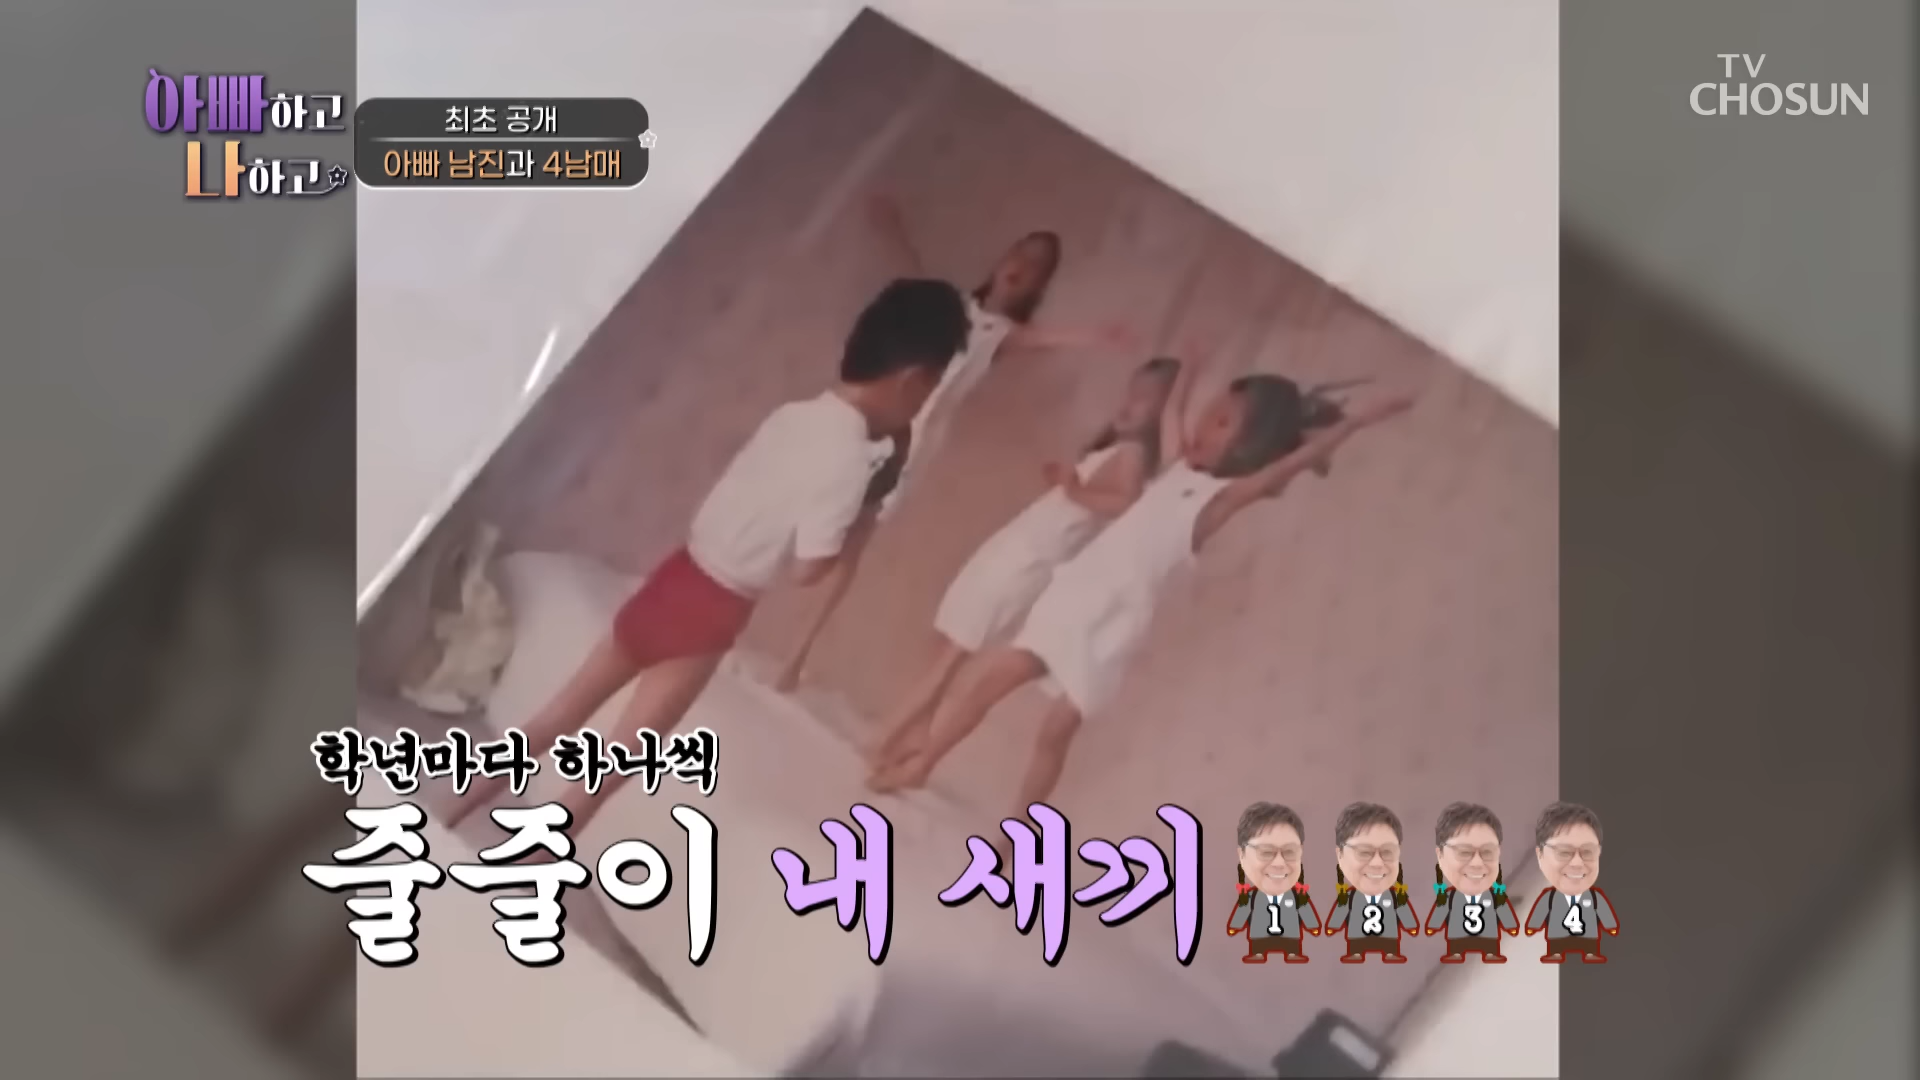 아빠하고
나하고
최초 공개
아빠 남진과 4남매
TV
CHOSUN
학년마다 하나씩
줄줄이 내 새끼
1 2 3 4